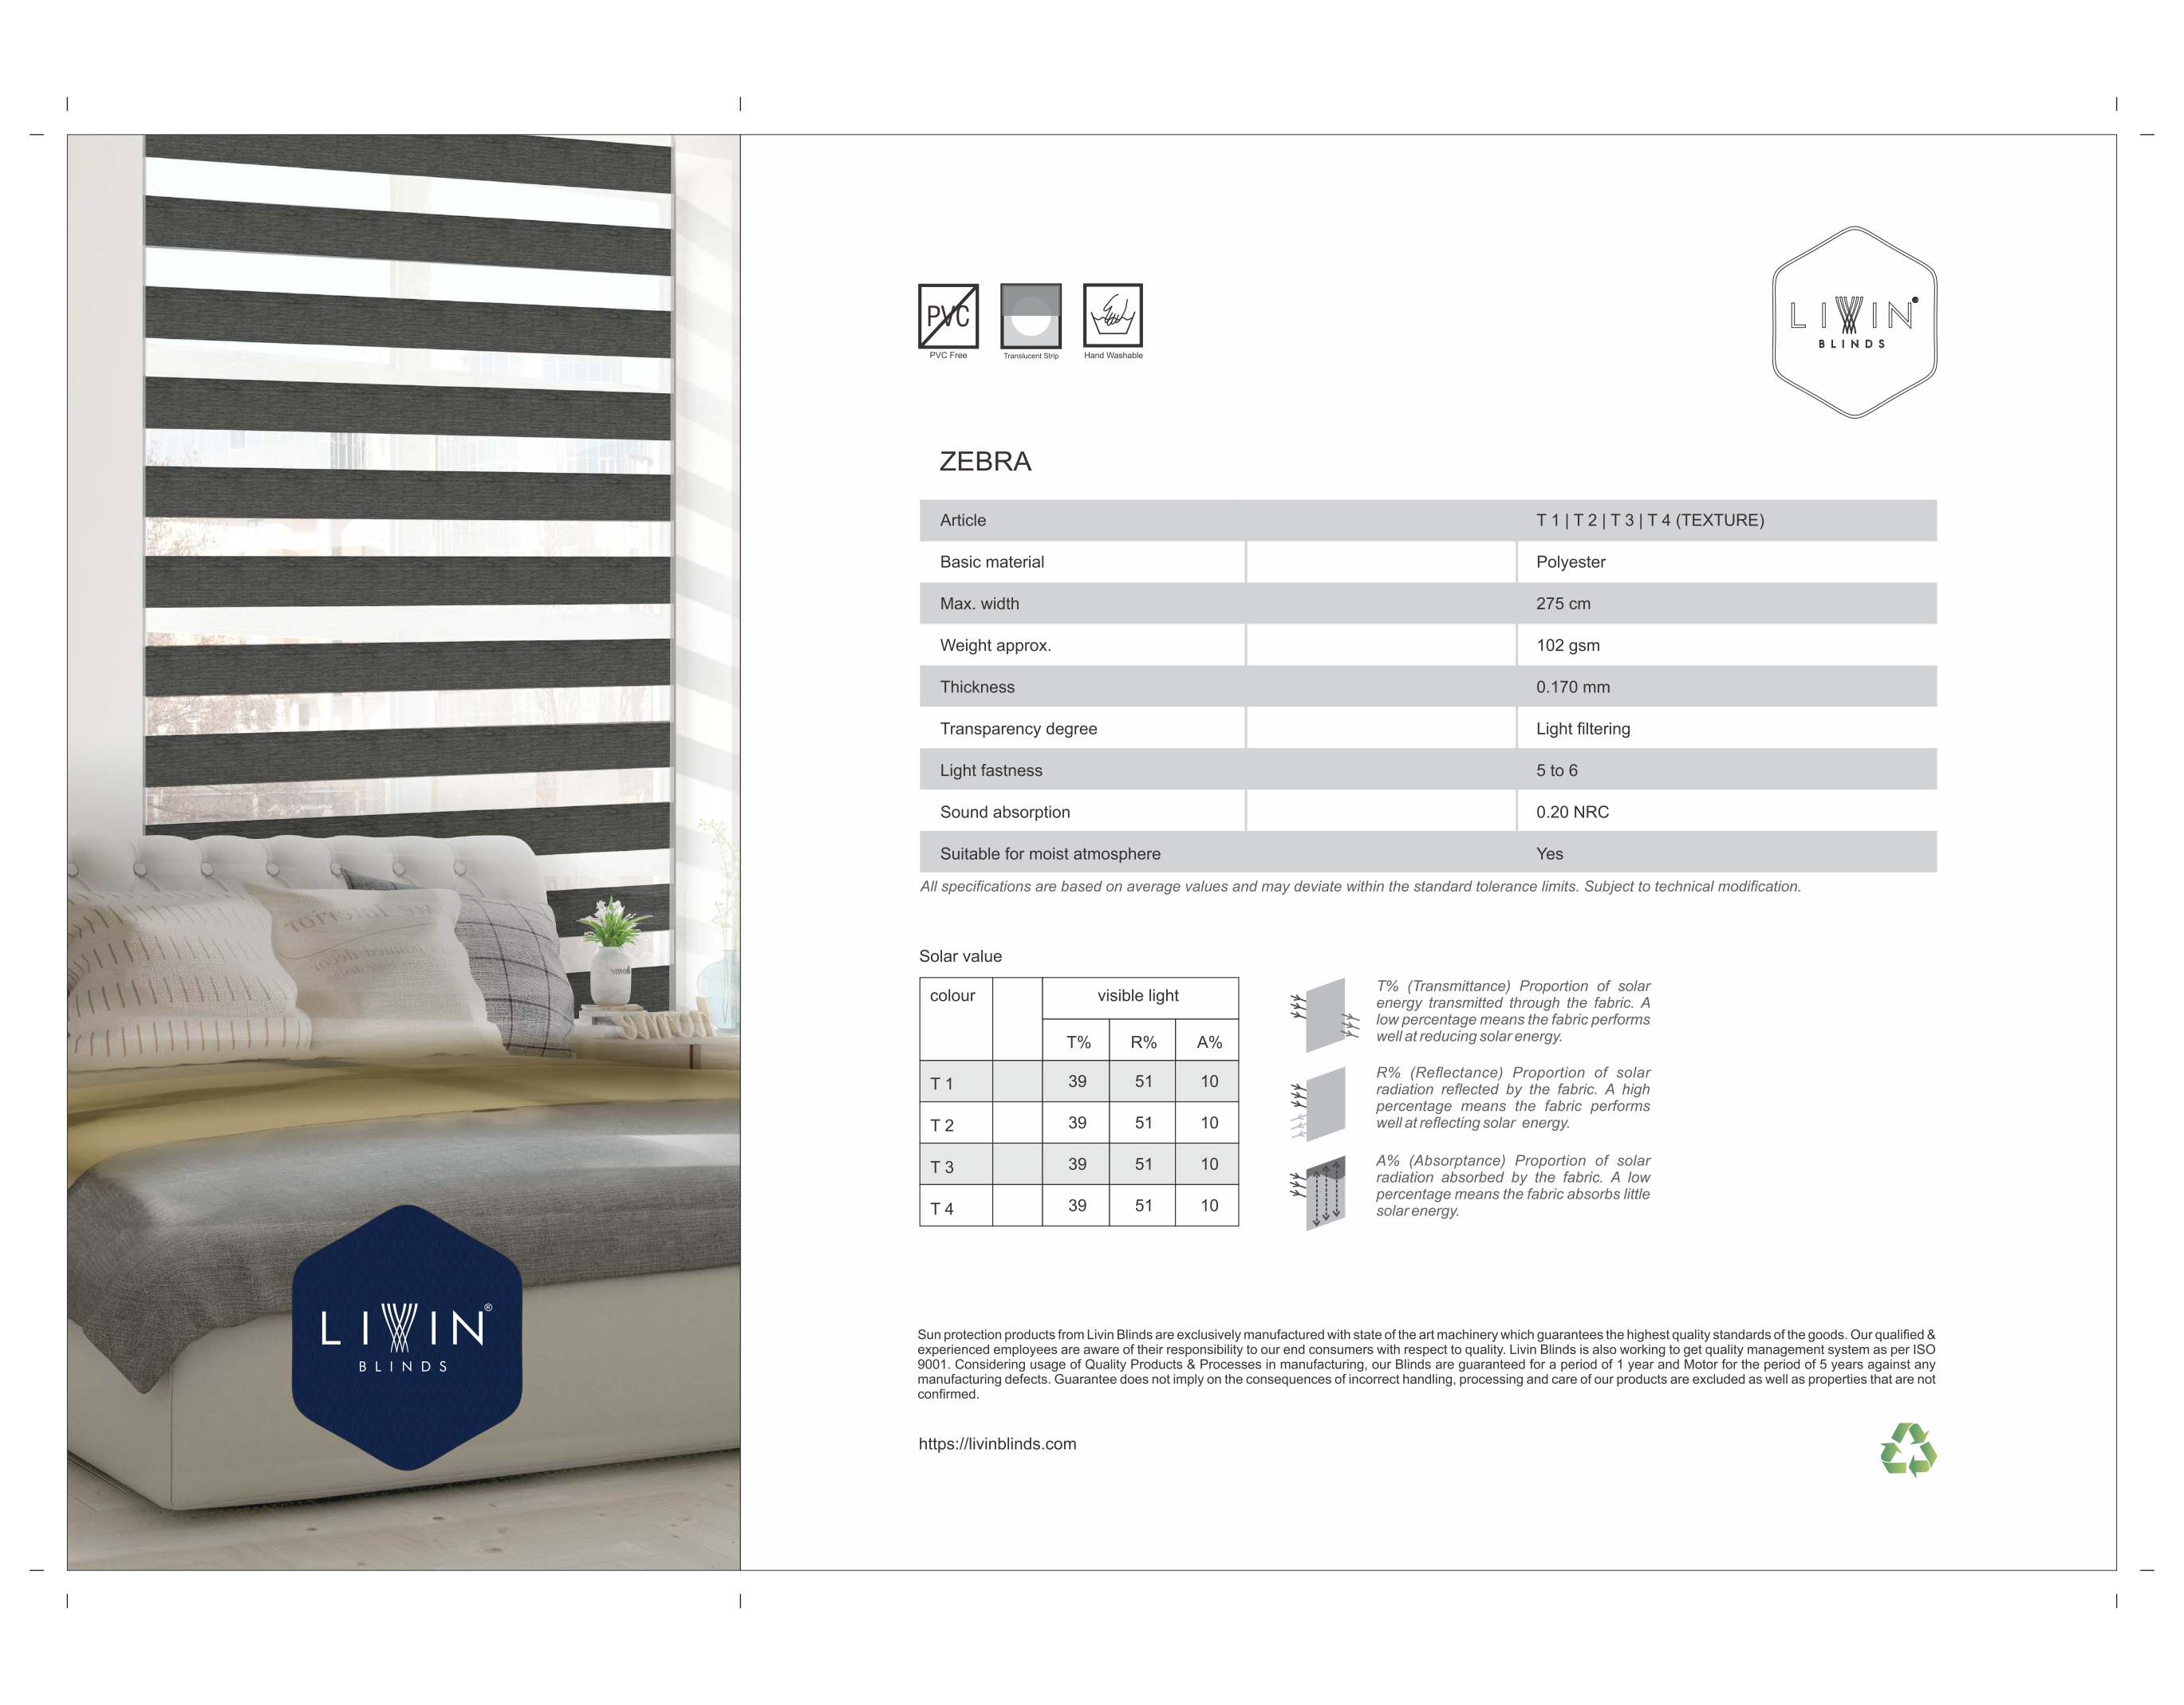 PVC
PVC Free
Translucent Strip
Hand Washable
LIVIN®
BLINDS
ZEBRA
Article T 1 | T 2 | T 3 | T 4 (TEXTURE)
Basic material Polyester
Max. width 275 cm
Weight approx. 102 gsm
Thickness 0.170 mm
Transparency degree Light filtering
Light fastness 5 to 6
Sound absorption 0.20 NRC
Suitable for moist atmosphere Yes
All specifications are based on average values and may deviate within the standard tolerance limits. Subject to technical modification.
Solar value
colour visible light
T% R% A%
T 1 39 51 10
T 2 39 51 10
T 3 39 51 10
T 4 39 51 10
T% (Transmittance) Proportion of solar
energy transmitted through the fabric. A
low percentage means the fabric performs
well at reducing solar energy.
R% (Reflectance) Proportion of solar
radiation reflected by the fabric. A high
percentage means the fabric performs
well at reflecting solar energy.
A% (Absorptance) Proportion of solar
radiation absorbed by the fabric. A low
percentage means the fabric absorbs little
solar energy.
Sun protection products from Livin Blinds are exclusively manufactured with state of the art machinery which guarantees the highest quality standards of the goods. Our qualified &
experienced employees are aware of their responsibility to our end consumers with respect to quality. Livin Blinds is also working to get quality management system as per ISO
9001. Considering usage of Quality Products & Processes in manufacturing, our Blinds are guaranteed for a period of 1 year and Motor for the period of 5 years against any
manufacturing defects. Guarantee does not imply on the consequences of incorrect handling, processing and care of our products are excluded as well as properties that are not
confirmed.
https://livinblinds.com
home
LIVIN®
BLINDS